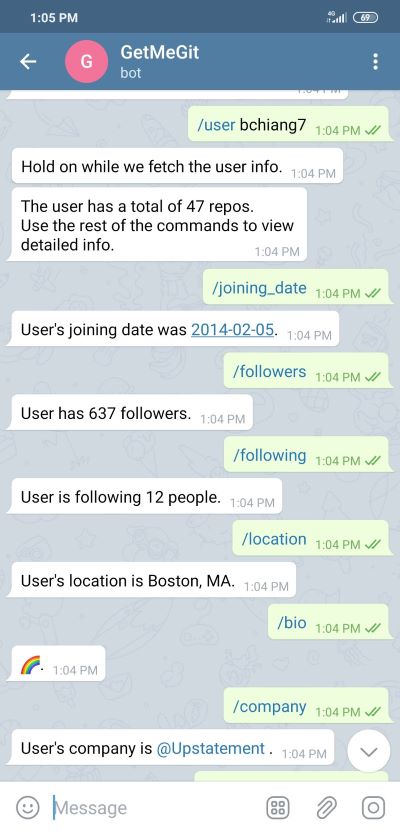 1:05 PM
4G
69
G
GetMeGit
bot
1:04 PM
/user bchiang7 1:04 PM
Hold on while we fetch the user info. 1:04 PM
The user has a total of 47 repos.
Use the rest of the commands to view
detailed info. 1:04 PM
/joining_date 1:04 PM
User's joining date was 2014-02-05. 1:04 PM
/followers 1:04 PM
User has 637 followers. 1:04 PM
/following 1:04 PM
User is following 12 people. 1:04 PM
/location 1:04 PM
User's location is Boston, MA. 1:04 PM
/bio 1:04 PM
🌈. 1:04 PM
/company 1:04 PM
User's company is @Upstatement . 1:04 PM
Message